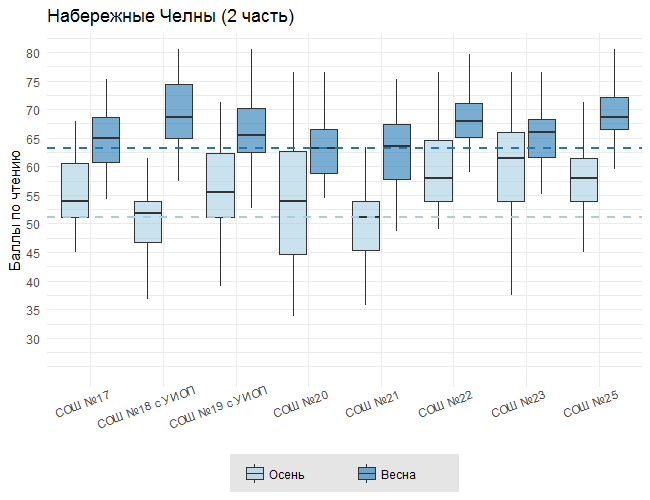 Набережные Челны (2 часть)
Баллы по чтению
80
75
70
65
60
55
50
45
40
35
30
СОШ №17
СОШ №18 с УИОП
СОШ №19 с УИОП
СОШ №20
СОШ №21
СОШ №22
СОШ №23
СОШ №25
Осень
Весна